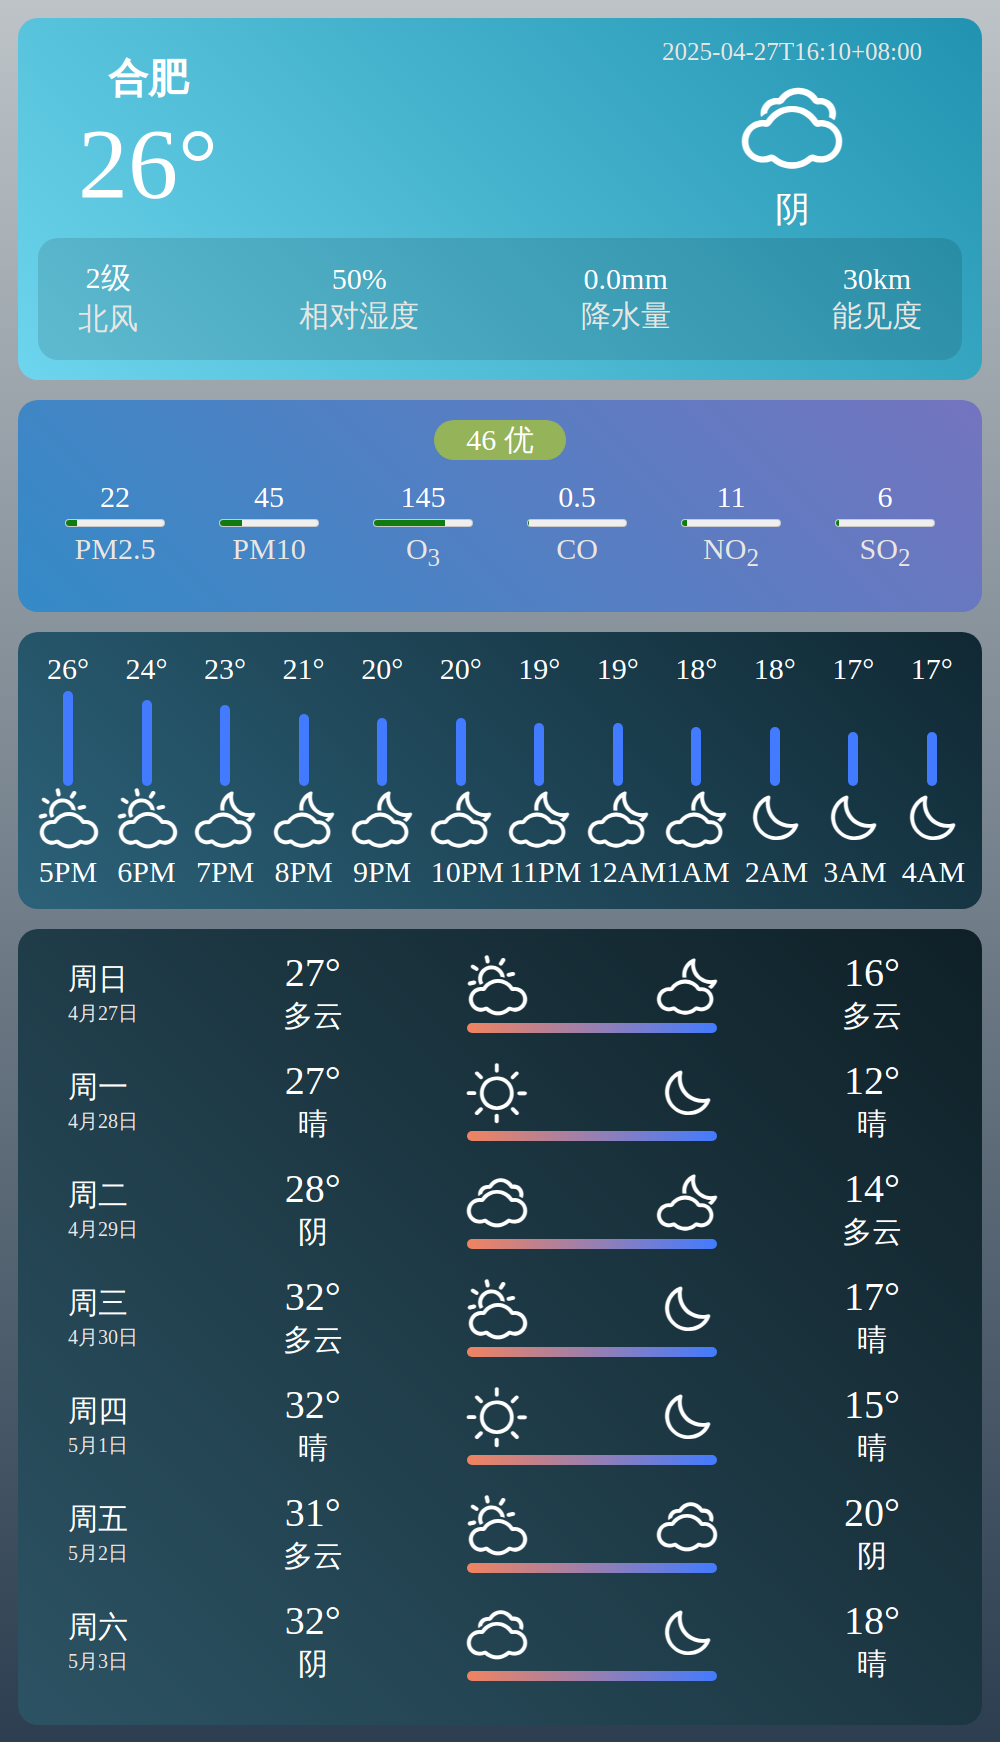 合肥
2025-04-27T16:10+08:00
26°
阴
2级 50% 0.0mm 30km
北风 相对湿度 降水量 能见度
46 优
22 45 145 0.5 11 6
PM2.5 PM10 O3 CO NO2 SO2
26° 24° 23° 21° 20° 20° 19° 19° 18° 18° 17° 17°
5PM 6PM 7PM 8PM 9PM 10PM 11PM 12AM 1AM 2AM 3AM 4AM
周日 27° 16°
4月27日 多云 多云
周一 27° 12°
4月28日 晴 晴
周二 28° 14°
4月29日 阴 多云
周三 32° 17°
4月30日 多云 晴
周四 32° 15°
5月1日 晴 晴
周五 31° 20°
5月2日 多云 阴
周六 32° 18°
5月3日 阴 晴